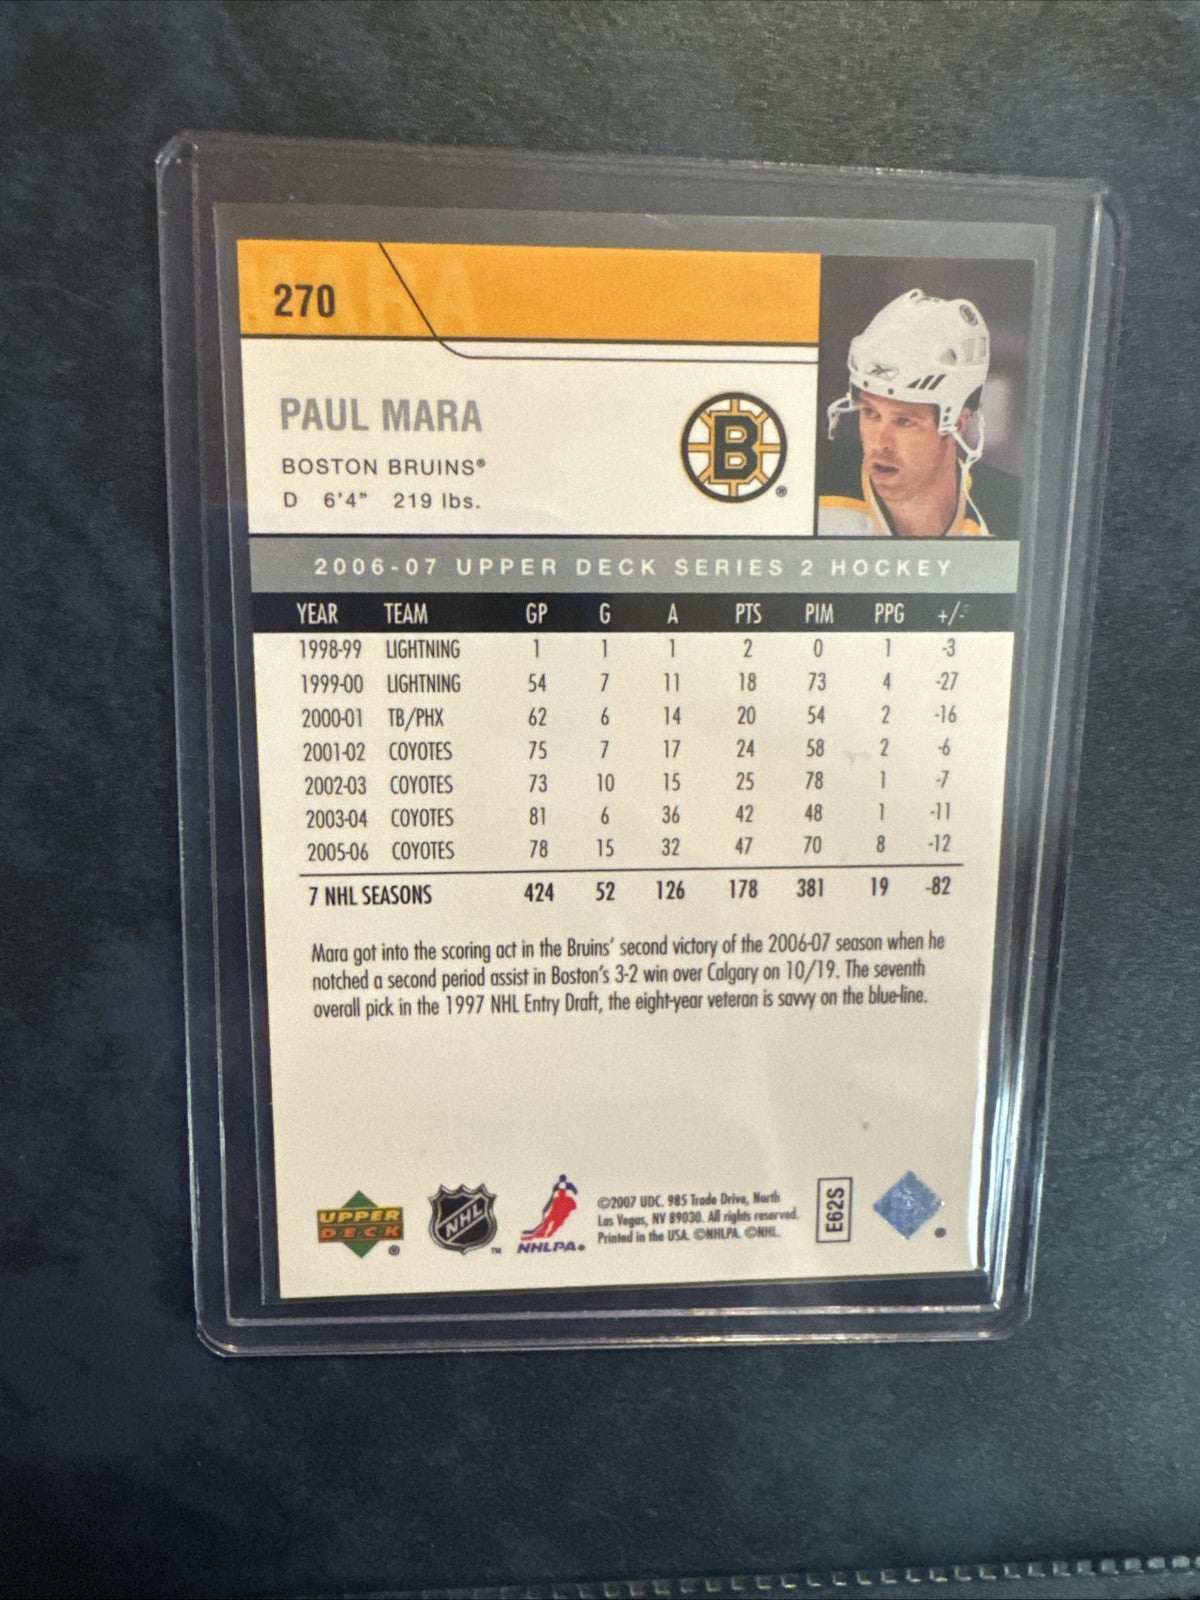 270
PAUL MARA
BOSTON BRUINS®
D 6'4" 219 lbs.
B ®
2006-07 UPPER DECK SERIES 2 HOCKEY
YEAR TEAM GP G A PTS PIM PPG +/-
1998-99 LIGHTNING 1 1 1 2 0 1 -3
1999-00 LIGHTNING 54 7 11 18 73 4 -27
2000-01 TB/PHX 62 6 14 20 54 2 -16
2001-02 COYOTES 75 7 17 24 58 2 -6
2002-03 COYOTES 73 10 15 25 78 1 -7
2003-04 COYOTES 81 6 36 42 48 1 -11
2005-06 COYOTES 78 15 32 47 70 8 -12
7 NHL SEASONS 424 52 126 178 381 19 -82
Mara got into the scoring act in the Bruins' second victory of the 2006-07 season when he
notched a second period assist in Boston's 3-2 win over Calgary on 10/19. The seventh
overall pick in the 1997 NHL Entry Draft, the eight-year veteran is savvy on the blue-line.
UPPER
DECK ®
NHL ™
NHLPA®
©2007 UDC. 985 Trade Drive, North
Las Vegas, NV 89030. All rights reserved.
Printed in the USA. ©NHLPA. ©NHL.
E62S
®